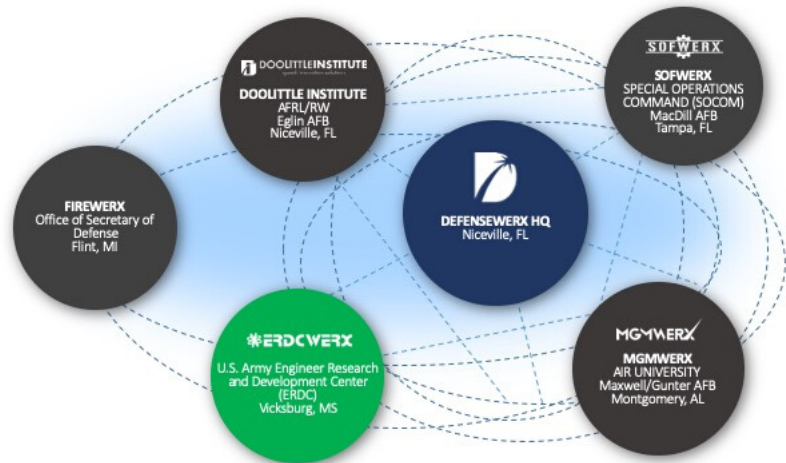 DOOLITTLEINSTITUTE
DOOLITTLE INSTITUTE
AFRL/RW
Eglin AFB
Niceville, FL
SOFWERX
SOFWERX
SPECIAL OPERATIONS
COMMAND (SOCOM)
MacDill AFB
Tampa, FL
FIREWERX
Office of Secretary of
Defense
Flint, MI
DEFENSEWERX HQ
Niceville, FL
ERDCWERX
U.S. Army Engineer Research
and Development Center
(ERDC)
Vicksburg, MS
MGMWERX
MGMWERX
AIR UNIVERSITY
Maxwell/Gunter AFB
Montgomery, AL